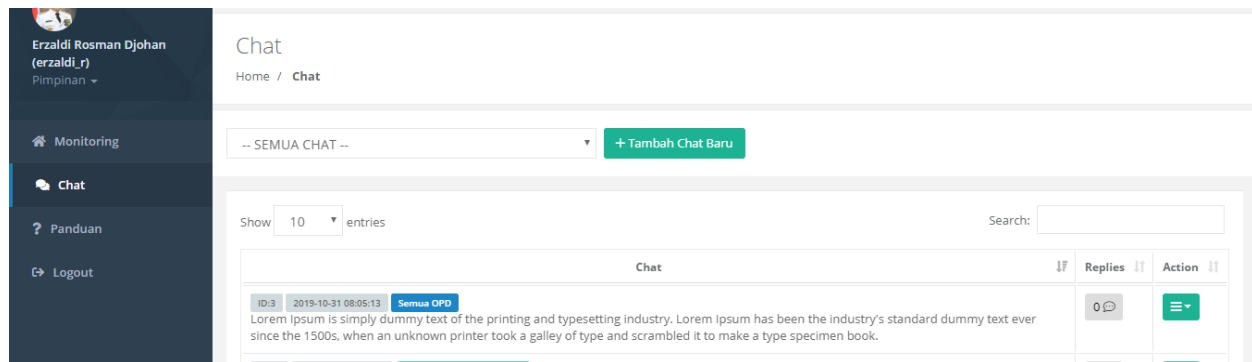 Erzaldi Rosman Djohan
(erzaldi_r)
Pimpinan
Monitoring
Chat
Panduan
Logout
Chat
Home / Chat
-- SEMUA CHAT --
+ Tambah Chat Baru
Show 10 entries
Search:
Chat Replies Action
ID:3 2019-10-31 08:05:13 Semua OPD
Lorem Ipsum is simply dummy text of the printing and typesetting industry. Lorem Ipsum has been the industry's standard dummy text ever
since the 1500s, when an unknown printer took a galley of type and scrambled it to make a type specimen book.
0